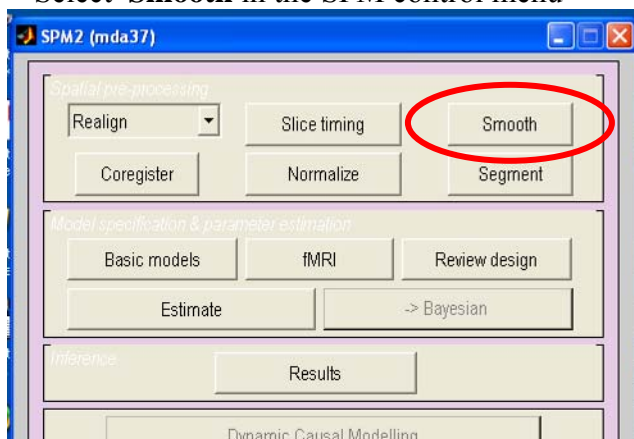 Select Smooth in the SPM control menu
SPM2 (mda37)
Spatial pre-processing
Realign Slice timing Smooth
Coregister Normalize Segment
Model specification & parameter estimation
Basic models fMRI Review design
Estimate -> Bayesian
Inference
Results
Dynamic Causal Modelling